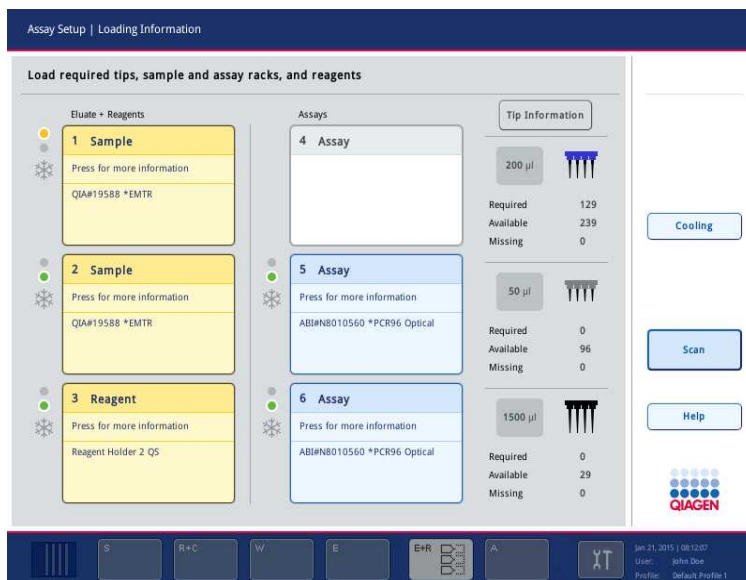 Assay Setup | Loading Information
Load required tips, sample and assay racks, and reagents
Eluate + Reagents
1 Sample
Press for more information
QIA#19588 *EMTR
2 Sample
Press for more information
QIA#19588 *EMTR
3 Reagent
Press for more information
Reagent Holder 2 QS
Assays
4 Assay
5 Assay
Press for more information
ABI#N8010560 *PCR96 Optical
6 Assay
Press for more information
ABI#N8010560 *PCR96 Optical
Tip Information
200 µl
Required 129
Available 239
Missing 0
50 µl
Required 0
Available 96
Missing 0
1500 µl
Required 0
Available 29
Missing 0
Cooling
Scan
Help
QIAGEN
S R+C W E E+R A
Jan 21, 2015 | 08:12:07
User: John Doe
Profile: Default Profile 1